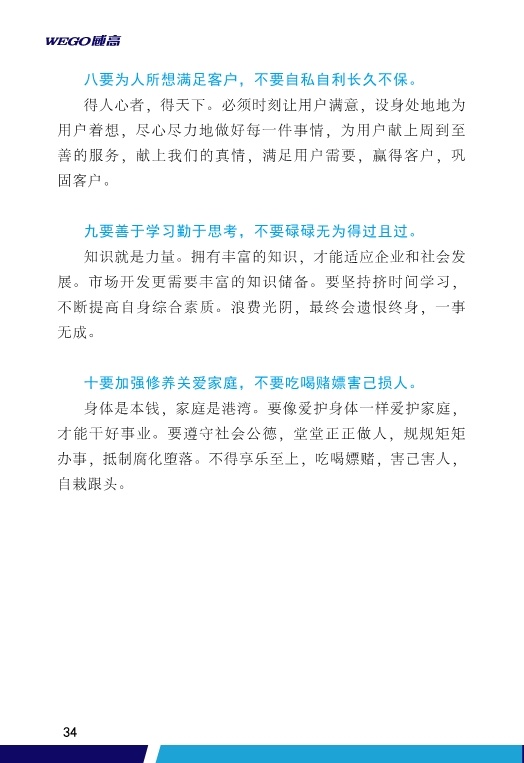 WEGO威高
八要为人所想满足客户，不要自私自利长久不保。
得人心者，得天下。必须时刻让用户满意，设身处地地为
用户着想，尽心尽力地做好每一件事情，为用户献上周到至
善的服务，献上我们的真情，满足用户需要，赢得客户，巩
固客户。
九要善于学习勤于思考，不要碌碌无为得过且过。
知识就是力量。拥有丰富的知识，才能适应企业和社会发
展。市场开发更需要丰富的知识储备。要坚持挤时间学习，
不断提高自身综合素质。浪费光阴，最终会遗恨终身，一事
无成。
十要加强修养关爱家庭，不要吃喝赌嫖害己损人。
身体是本钱，家庭是港湾。要像爱护身体一样爱护家庭，
才能干好事业。要遵守社会公德，堂堂正正做人，规规矩矩
办事，抵制腐化堕落。不得享乐至上，吃喝嫖赌，害己害人，
自栽跟头。
34